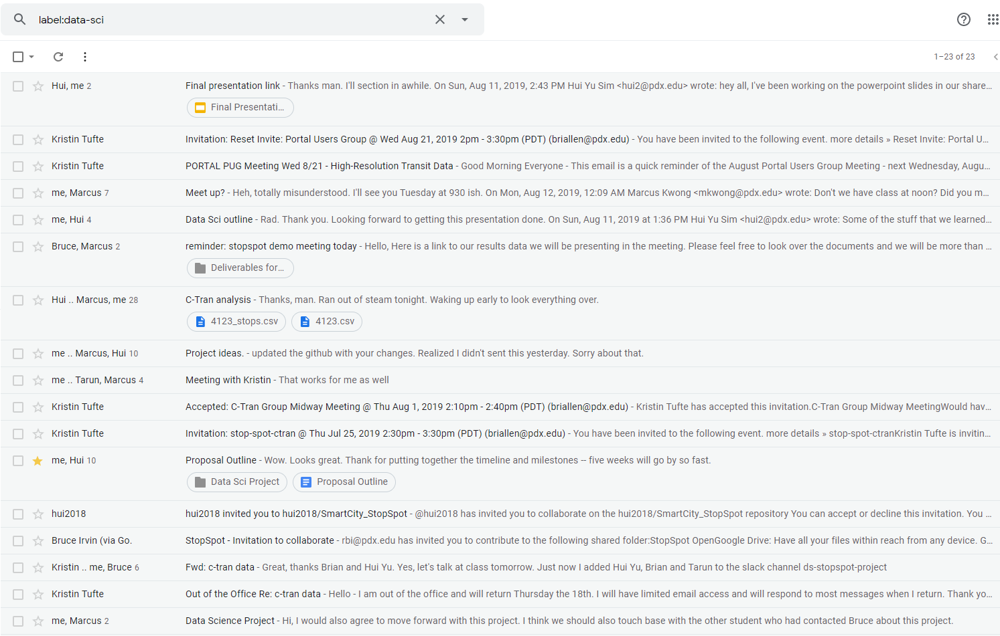 label:data-sci
1–23 of 23
Hui, me 2 Final presentation link - Thanks man. I'll section in awhile. On Sun, Aug 11, 2019, 2:43 PM Hui Yu Sim <hui2@pdx.edu> wrote: hey all, I've been working on the powerpoint slides in our share...
Final Presentati...
Kristin Tufte Invitation: Reset Invite: Portal Users Group @ Wed Aug 21, 2019 2pm - 3:30pm (PDT) (briallen@pdx.edu) - You have been invited to the following event. more details » Reset Invite: Portal U...
Kristin Tufte PORTAL PUG Meeting Wed 8/21 - High-Resolution Transit Data - Good Morning Everyone - This email is a quick reminder of the August Portal Users Group Meeting - next Wednesday, Augu...
me, Marcus 7 Meet up? - Heh, totally misunderstood. I'll see you Tuesday at 930 ish. On Mon, Aug 12, 2019, 12:09 AM Marcus Kwong <mkwong@pdx.edu> wrote: Don't we have class at noon? Did you m...
me, Hui 4 Data Sci outline - Rad. Thank you. Looking forward to getting this presentation done. On Sun, Aug 11, 2019 at 1:36 PM Hui Yu Sim <hui2@pdx.edu> wrote: Some of the stuff that we learned...
Bruce, Marcus 2 reminder: stopspot demo meeting today - Hello, Here is a link to our results data we will be presenting in the meeting. Please feel free to look over the documents and we will be more than ...
Deliverables for...
Hui .. Marcus, me 28 C-Tran analysis - Thanks, man. Ran out of steam tonight. Waking up early to look everything over.
4123_stops.csv 4123.csv
me .. Marcus, Hui 10 Project ideas. - updated the github with your changes. Realized I didn't sent this yesterday. Sorry about that.
me .. Tarun, Marcus 4 Meeting with Kristin - That works for me as well
Kristin Tufte Accepted: C-Tran Group Midway Meeting @ Thu Aug 1, 2019 2:10pm - 2:40pm (PDT) (briallen@pdx.edu) - Kristin Tufte has accepted this invitation.C-Tran Group Midway MeetingWould hav...
Kristin Tufte Invitation: stop-spot-ctran @ Thu Jul 25, 2019 2:30pm - 3:30pm (PDT) (briallen@pdx.edu) - You have been invited to the following event. more details » stop-spot-ctranKristin Tufte is invitin...
me, Hui 10 Proposal Outline - Wow. Looks great. Thank for putting together the timeline and milestones -- five weeks will go by so fast.
Data Sci Project Proposal Outline
hui2018 hui2018 invited you to hui2018/SmartCity_StopSpot - @hui2018 has invited you to collaborate on the hui2018/SmartCity_StopSpot repository You can accept or decline this invitation. You ...
Bruce Irvin (via Go. StopSpot - Invitation to collaborate - rbi@pdx.edu has invited you to contribute to the following shared folder:StopSpot OpenGoogle Drive: Have all your files within reach from any device. G...
Kristin .. me, Bruce 6 Fwd: c-tran data - Great, thanks Brian and Hui Yu. Yes, let's talk at class tomorrow. Just now I added Hui Yu, Brian and Tarun to the slack channel ds-stopspot-project
Kristin Tufte Out of the Office Re: c-tran data - Hello - I am out of the office and will return Thursday the 18th. I will have limited email access and will respond to most messages when I return. Thank yo...
me, Marcus 2 Data Science Project - Hi, I would also agree to move forward with this project. I think we should also touch base with the other student who had contacted Bruce about this project.